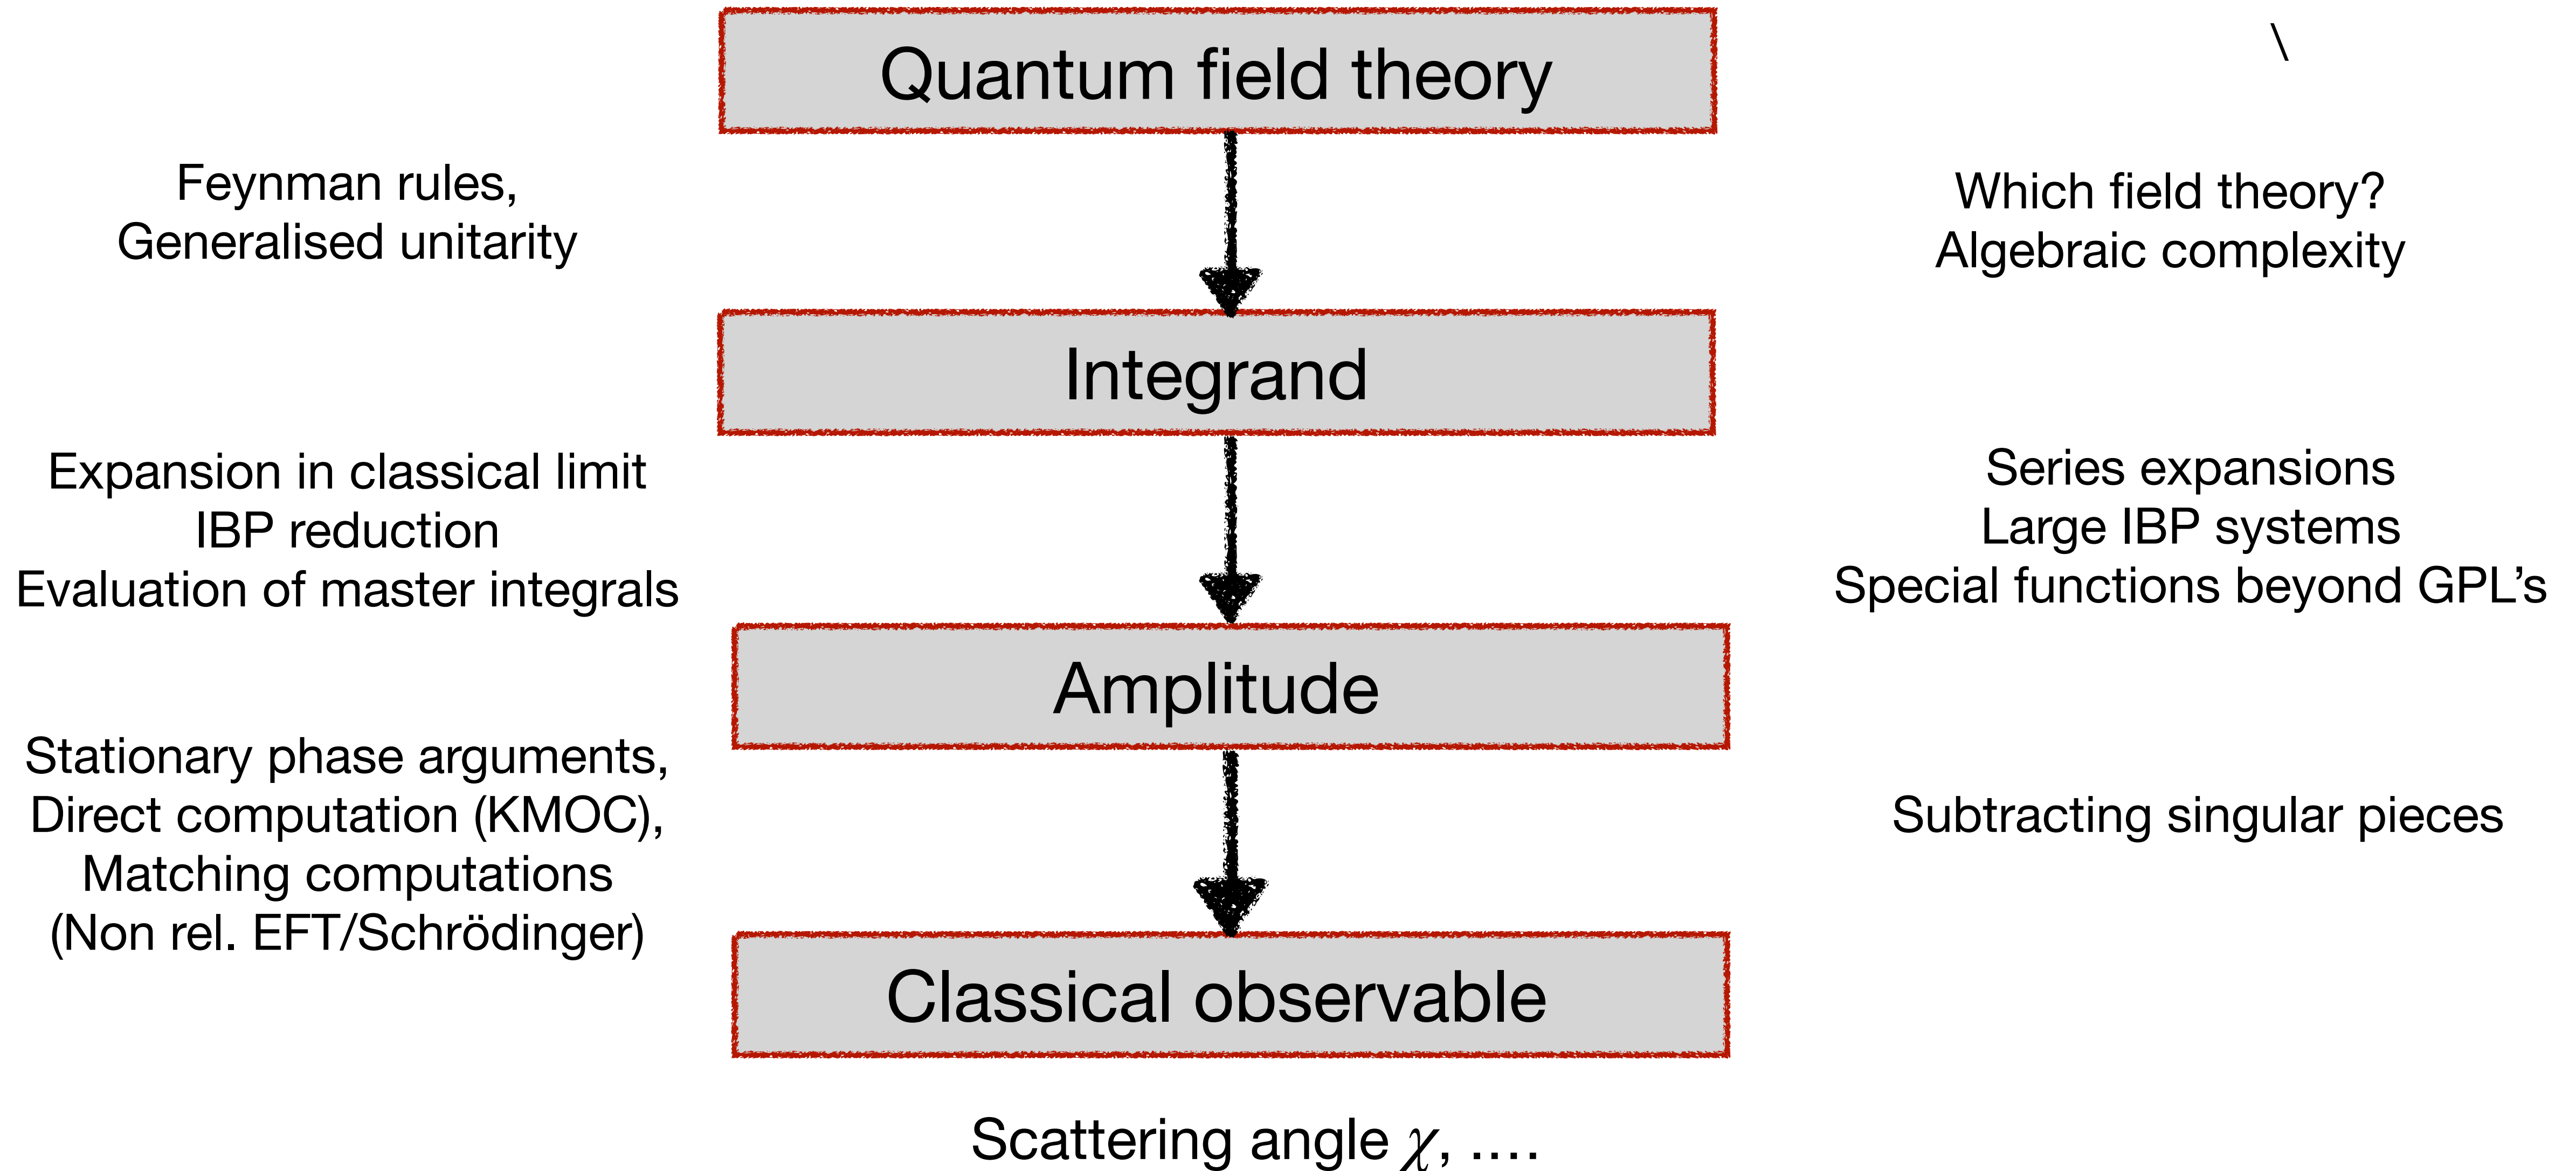 Quantum field theory
\
Feynman rules,
Generalised unitarity
Which field theory?
Algebraic complexity
Integrand
Expansion in classical limit
IBP reduction
Evaluation of master integrals
Series expansions
Large IBP systems
Special functions beyond GPL’s
Amplitude
Stationary phase arguments,
Direct computation (KMOC),
Matching computations
(Non rel. EFT/Schrödinger)
Subtracting singular pieces
Classical observable
Scattering angle χ, ....